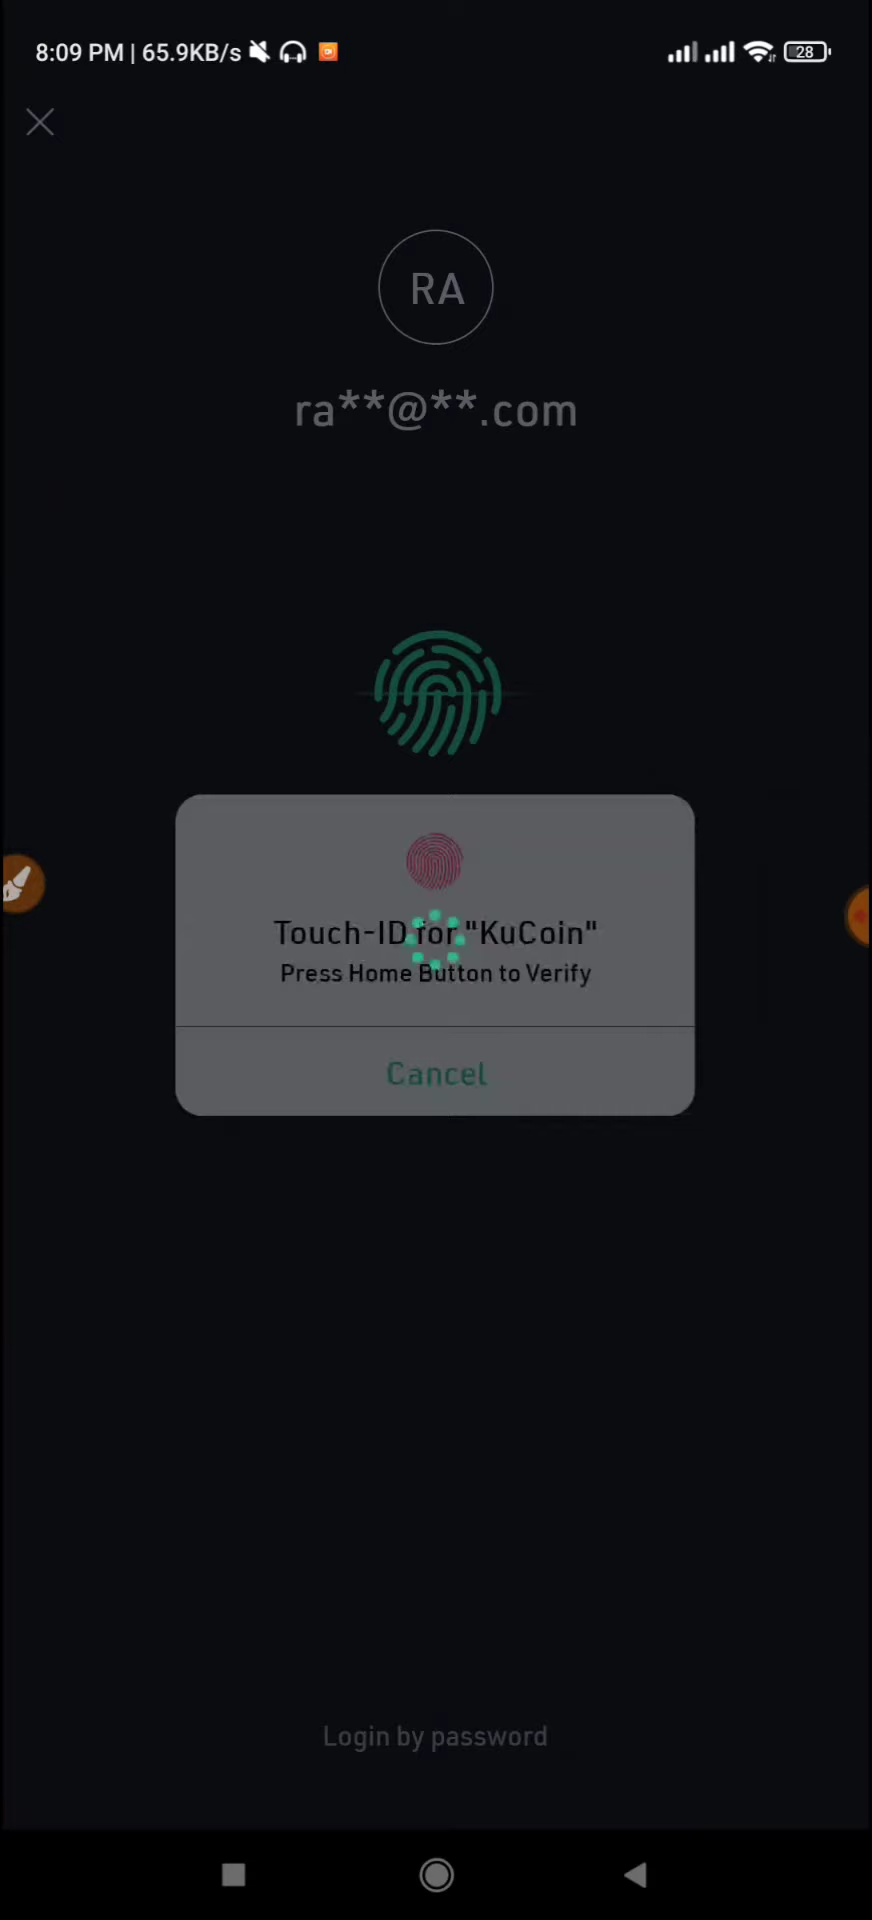 8:09 PM | 65.9KB/s
28
RA
ra**@**.com
Touch-ID for "KuCoin"
Press Home Button to Verify
Cancel
Login by password